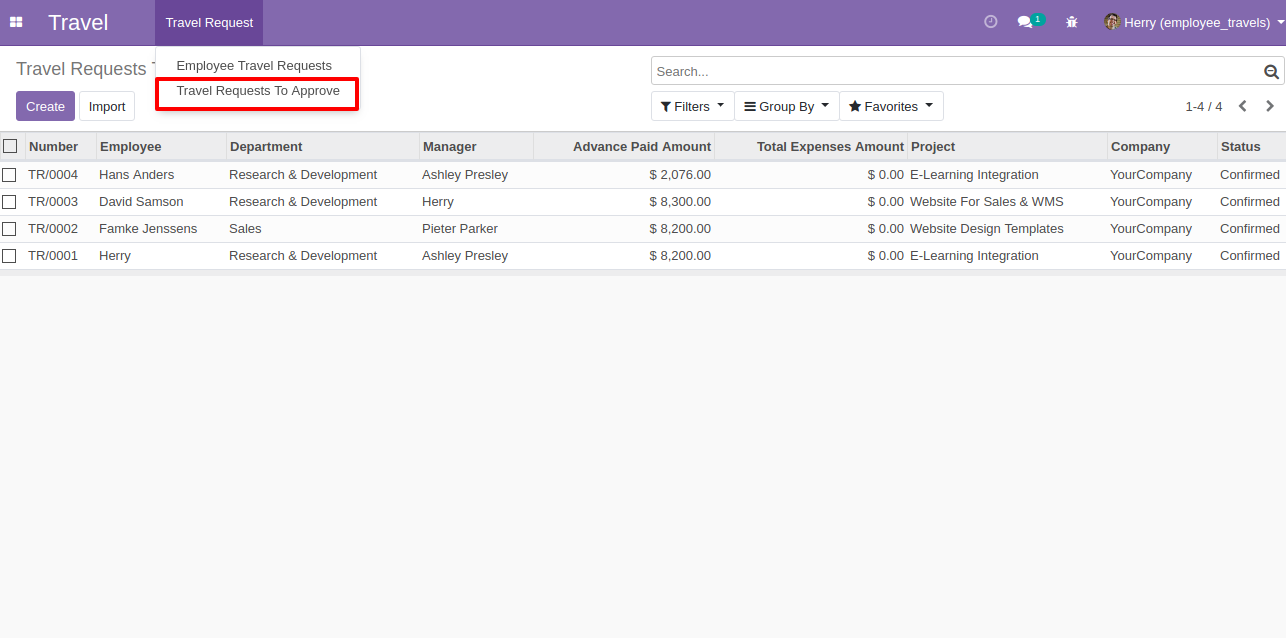 Travel Travel Request 1 Herry (employee_travels)
Employee Travel Requests
Travel Requests To Approve
Travel Requests
Search...
Create Import Filters Group By Favorites 1-4 / 4
Number Employee Department Manager Advance Paid Amount Total Expenses Amount Project Company Status
TR/0004 Hans Anders Research & Development Ashley Presley $ 2,076.00 $ 0.00 E-Learning Integration YourCompany Confirmed
TR/0003 David Samson Research & Development Herry $ 8,300.00 $ 0.00 Website For Sales & WMS YourCompany Confirmed
TR/0002 Famke Jenssens Sales Pieter Parker $ 8,200.00 $ 0.00 Website Design Templates YourCompany Confirmed
TR/0001 Herry Research & Development Ashley Presley $ 8,200.00 $ 0.00 E-Learning Integration YourCompany Confirmed